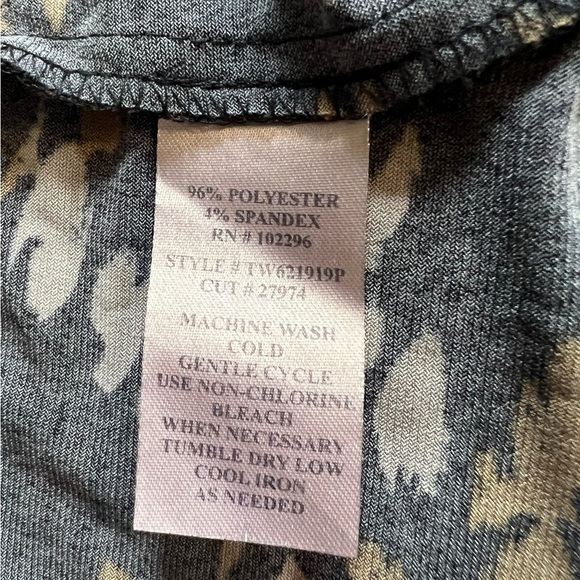 96% POLYESTER
4% SPANDEX
RN # 102296
STYLE # TW621919P
CUT # 27974
MACHINE WASH
COLD
GENTLE CYCLE
USE NON-CHLORINE
BLEACH
WHEN NECESSARY
TUMBLE DRY LOW
COOL IRON
AS NEEDED